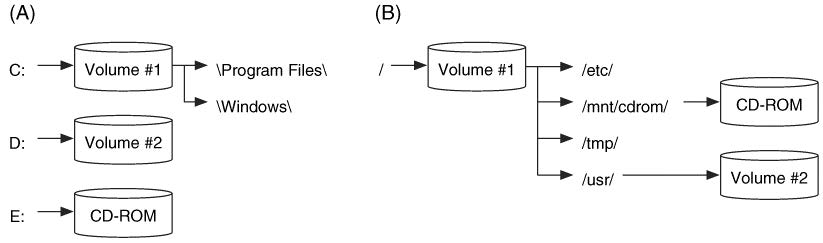 (A)
C:
Volume #1
\Program Files\
\Windows\
D:
Volume #2
E:
CD-ROM
(B)
/
Volume #1
/etc/
/mnt/cdrom/
CD-ROM
/tmp/
/usr/
Volume #2